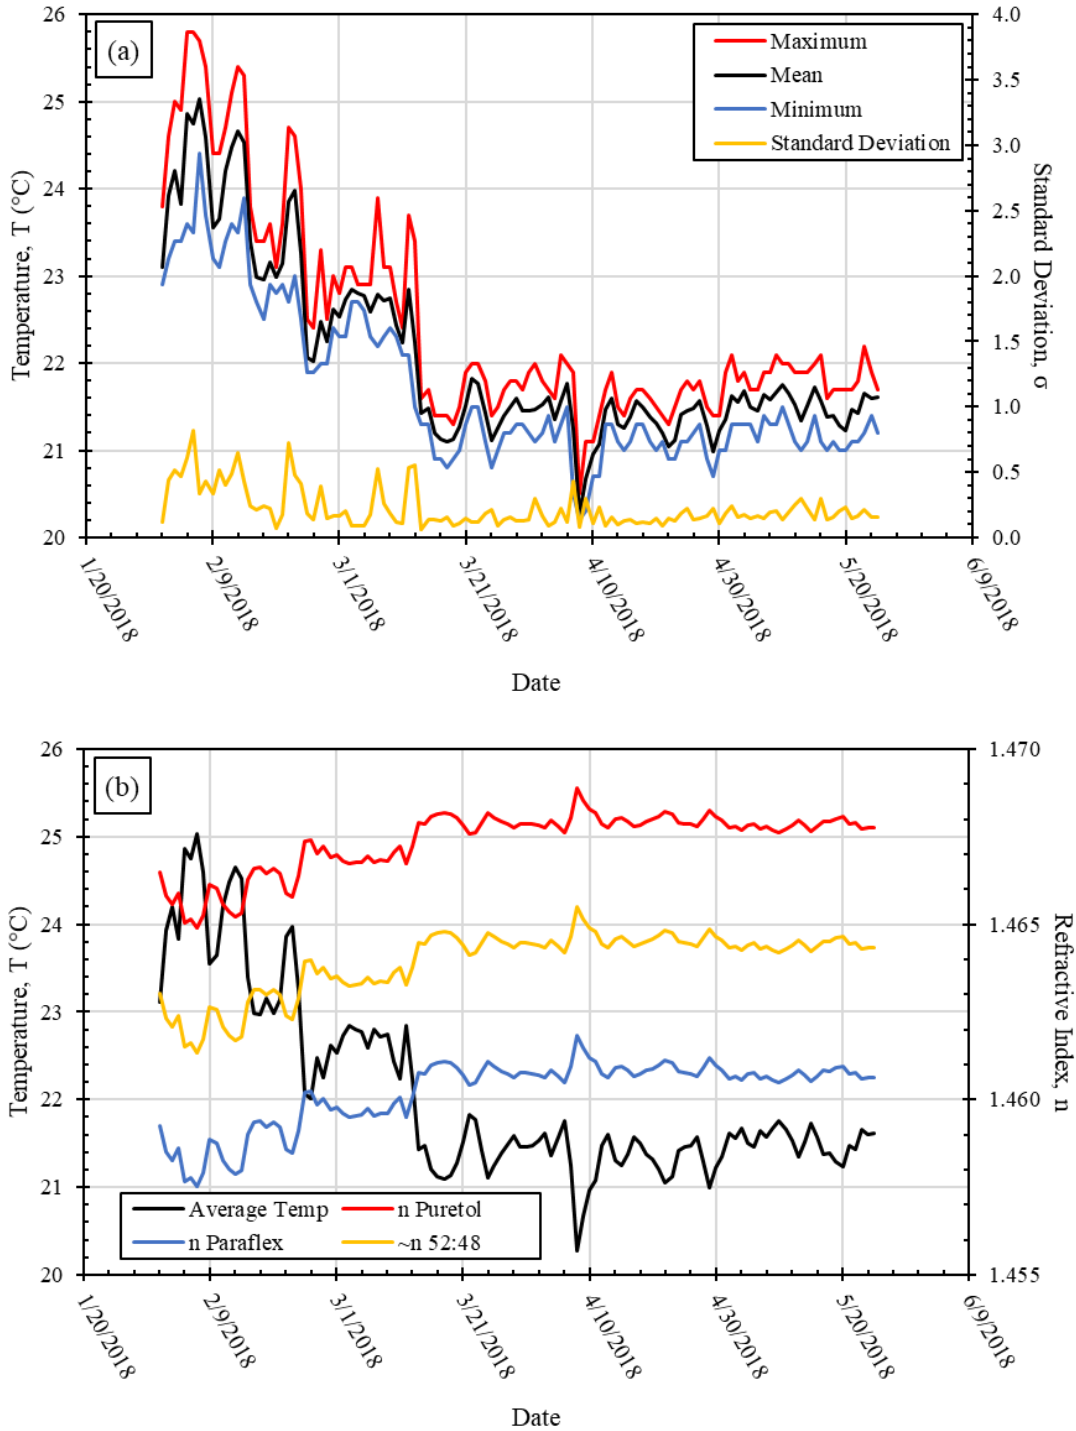 (a)
Maximum
Mean
Minimum
Standard Deviation
26
25
24
23
22
21
20
Temperature, T (°C)
4.0
3.5
3.0
2.5
2.0
1.5
1.0
0.5
0.0
Standard Deviation, σ
1/20/2018
2/9/2018
3/1/2018
3/21/2018
4/10/2018
4/30/2018
5/20/2018
6/9/2018
Date
(b)
26
25
24
23
22
21
20
Temperature, T (°C)
1.470
1.465
1.460
1.455
Refractive Index, n
Average Temp
n Puretol
n Paraflex
~n 52:48
1/20/2018
2/9/2018
3/1/2018
3/21/2018
4/10/2018
4/30/2018
5/20/2018
6/9/2018
Date